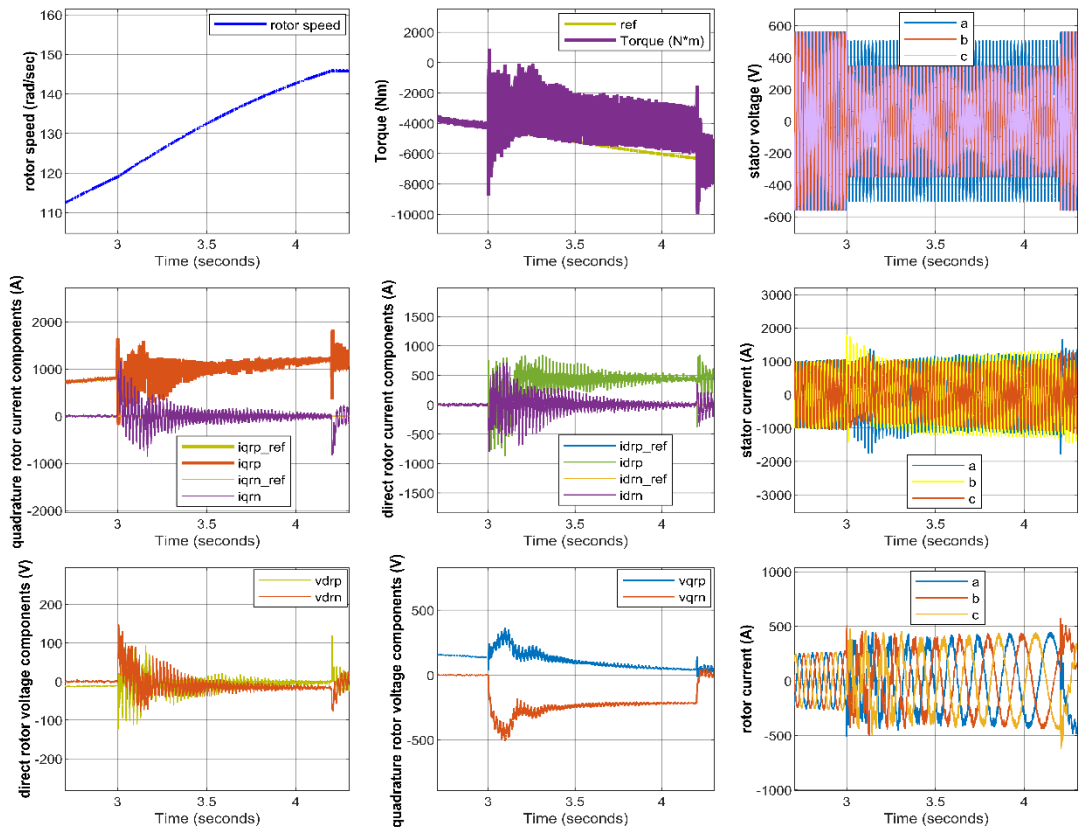 rotor speed (rad/sec)
160
150
140
130
120
110
rotor speed
3
3.5
4
Time (seconds)
Torque (Nm)
2000
0
-2000
-4000
-6000
-8000
-10000
ref
Torque (N*m)
3
3.5
4
Time (seconds)
stator voltage (V)
600
400
200
0
-200
-400
-600
a
b
c
3
3.5
4
Time (seconds)
quadrature rotor current components (A)
2000
1000
0
-1000
-2000
iqrp_ref
iqrp
iqrn_ref
iqrn
3
3.5
4
Time (seconds)
direct rotor current components (A)
1500
1000
500
0
-500
-1000
-1500
idrp_ref
idrp
idrn_ref
idrn
3
3.5
4
Time (seconds)
stator current (A)
3000
2000
1000
0
-1000
-2000
-3000
a
b
c
3
3.5
4
Time (seconds)
direct rotor voltage components (V)
200
100
0
-100
-200
vdrp
vdrn
3
3.5
4
Time (seconds)
quadrature rotor voltage components (V)
500
0
-500
vqrp
vqrn
3
3.5
4
Time (seconds)
rotor current (A)
1000
500
0
-500
-1000
a
b
c
3
3.5
4
Time (seconds)